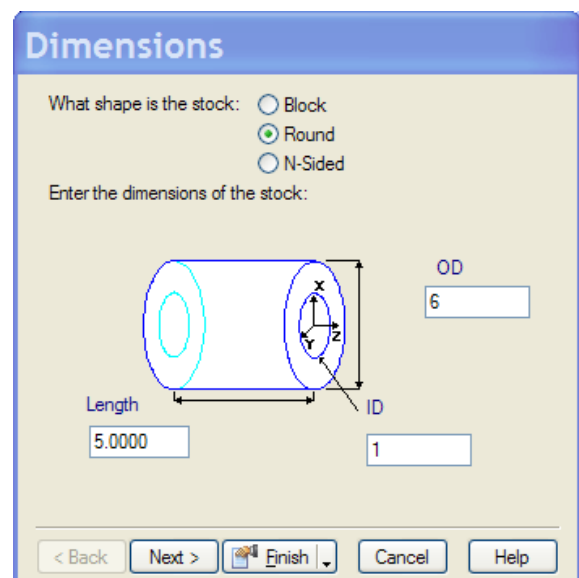 Dimensions
What shape is the stock:
Block
Round
N-Sided
Enter the dimensions of the stock:
OD
6
X
Y
Z
Length
5.0000
ID
1
< Back
Next >
Finish
Cancel
Help